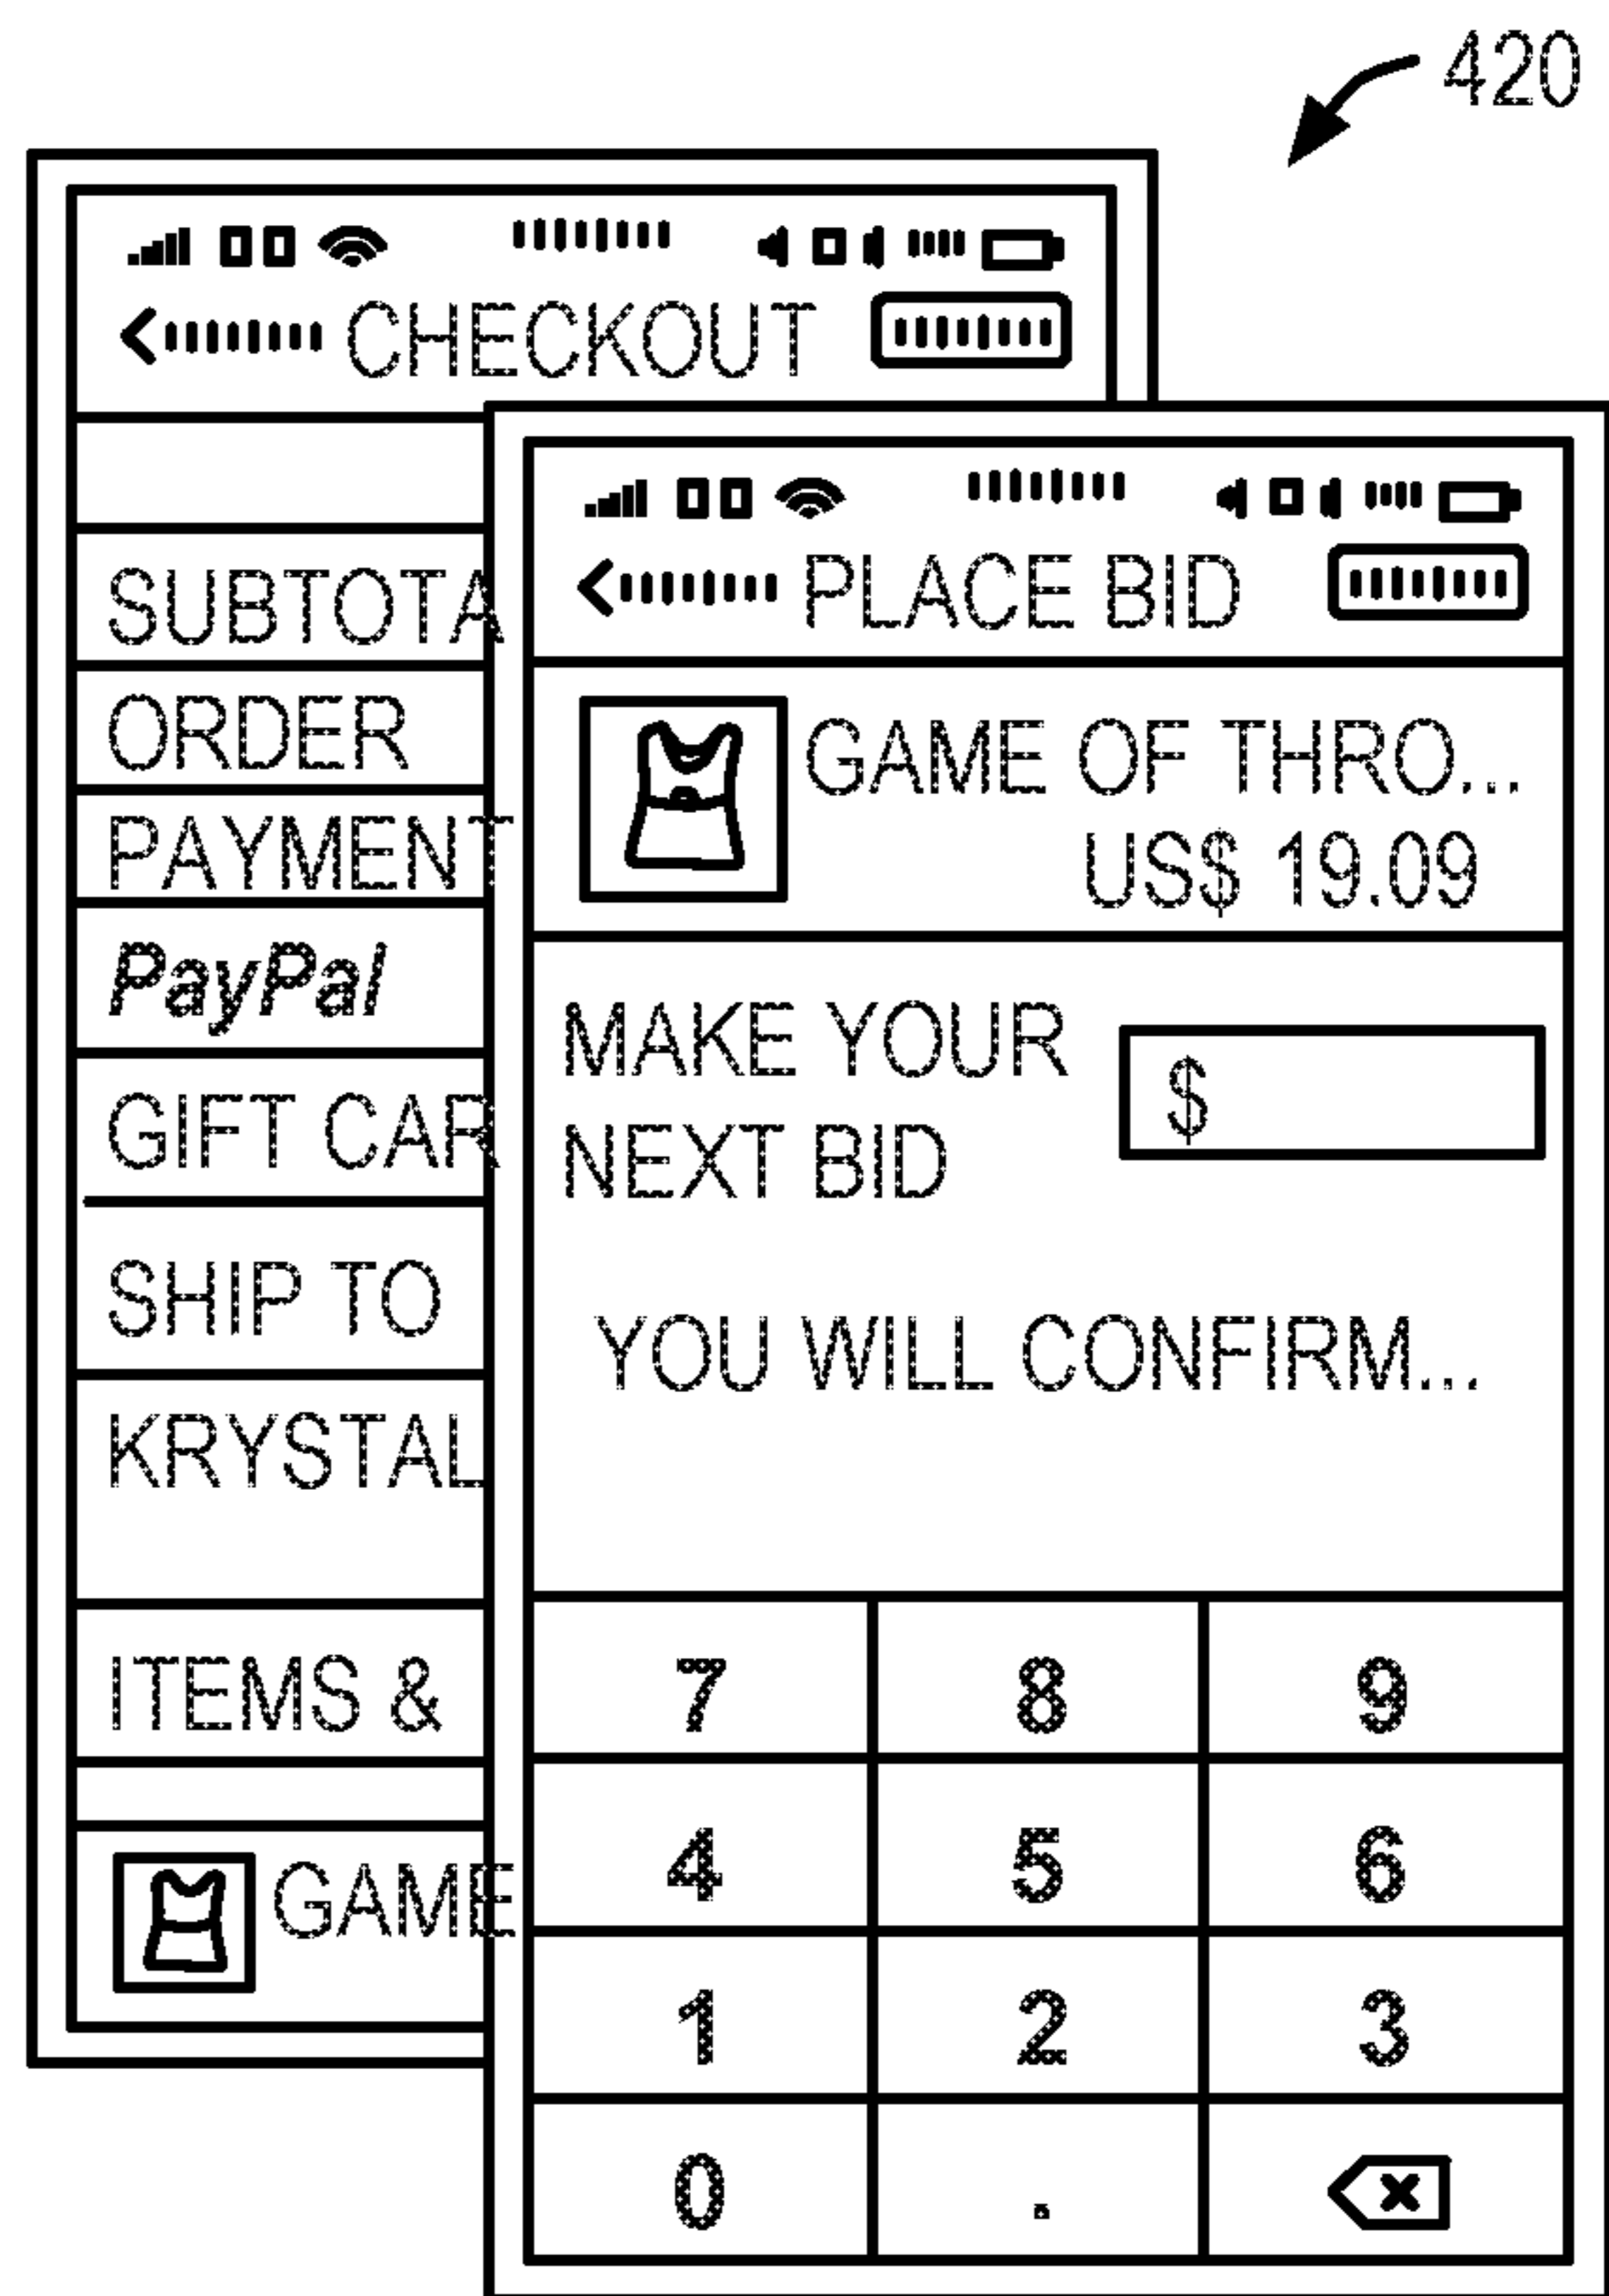 420
CHECKOUT
SUBTOTA
ORDER
PAYMENT
PayPal
GIFT CAR
SHIP TO
KRYSTAL
ITEMS &
GAME
PLACE BID
GAME OF THRO...
US$ 19.09
MAKE YOUR
NEXT BID
$
YOU WILL CONFIRM...
7 8 9
4 5 6
1 2 3
0 .